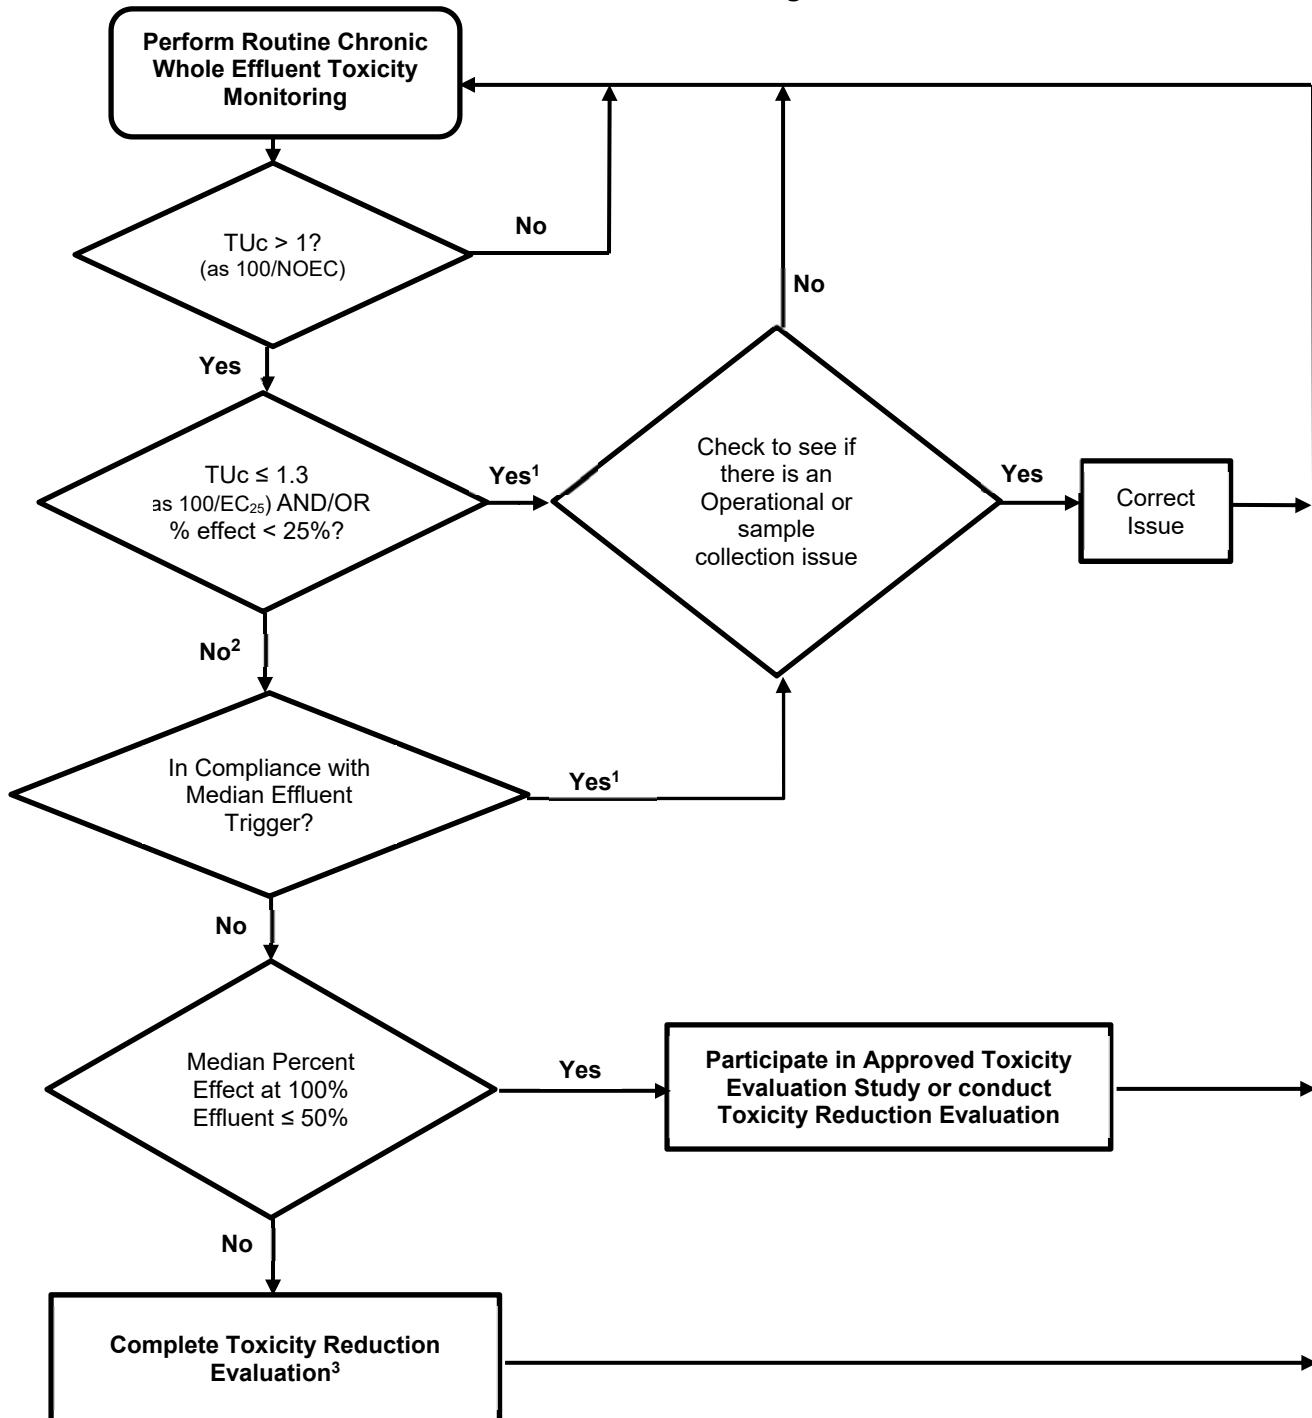 Perform Routine Chronic
Whole Effluent Toxicity
Monitoring
TUc > 1?
(as 100/NOEC)
No
Yes
No
TUc ≤ 1.3
as 100/EC₂₅) AND/OR
% effect < 25%?
Yes¹
Check to see if
there is an
Operational or
sample
collection issue
Yes
Correct
Issue
No²
In Compliance with
Median Effluent
Trigger?
Yes¹
No
Median Percent
Effect at 100%
Effluent ≤ 50%
Yes
Participate in Approved Toxicity
Evaluation Study or conduct
Toxicity Reduction Evaluation
No
Complete Toxicity Reduction
Evaluation³